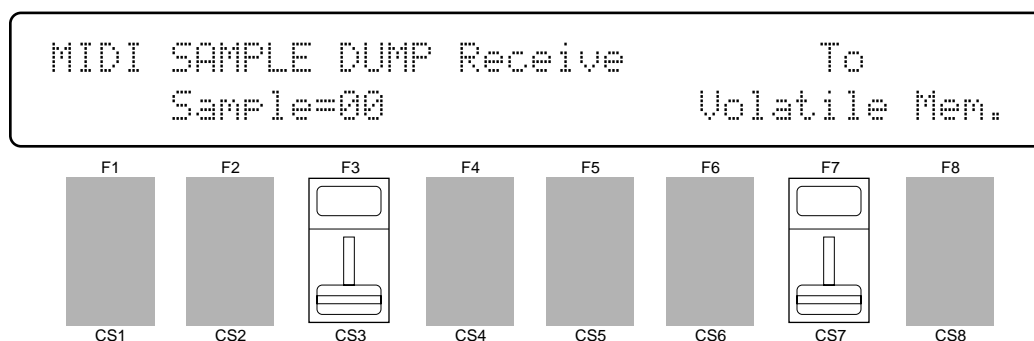 MIDI SAMPLE DUMP Receive To
Sample=00 Volatile Mem.
F1 F2 F3 F4 F5 F6 F7 F8
CS1 CS2 CS3 CS4 CS5 CS6 CS7 CS8